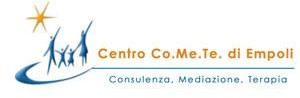 Centro Co.Me.Te. di Empoli
Consulenza, Mediazione, Terapia